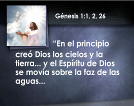 Génesis 1:1, 2, 26
"En el principio
creó Dios los cielos y la
tierra... y el Espíritu de Dios
se movía sobre la faz de las
aguas...